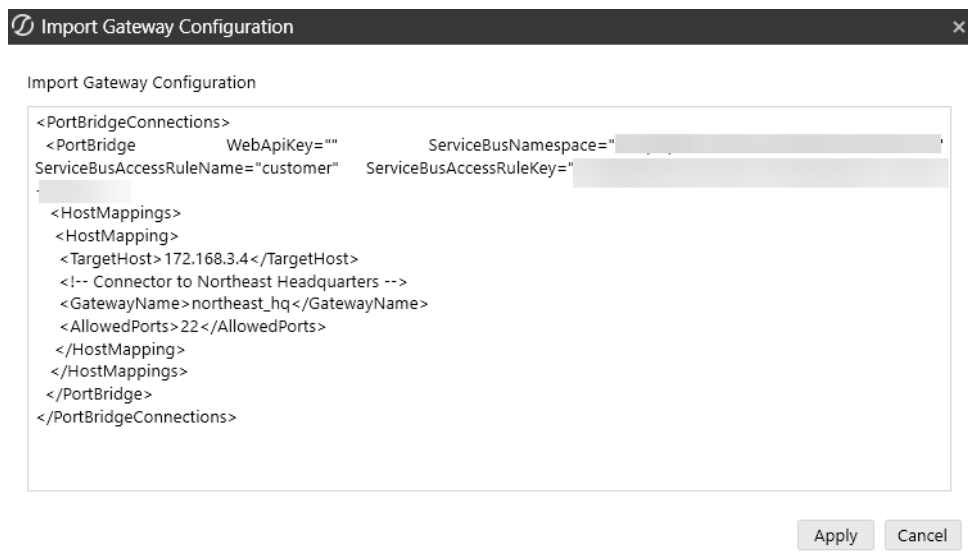 Import Gateway Configuration
Import Gateway Configuration
<PortBridgeConnections>
<PortBridge WebApiKey="" ServiceBusNamespace="
ServiceBusAccessRuleName="customer" ServiceBusAccessRuleKey="
<HostMappings>
<HostMapping>
<TargetHost>172.168.3.4</TargetHost>
<!-- Connector to Northeast Headquarters -->
<GatewayName>northeast_hq</GatewayName>
<AllowedPorts>22</AllowedPorts>
</HostMapping>
</HostMappings>
</PortBridge>
</PortBridgeConnections>
Apply Cancel